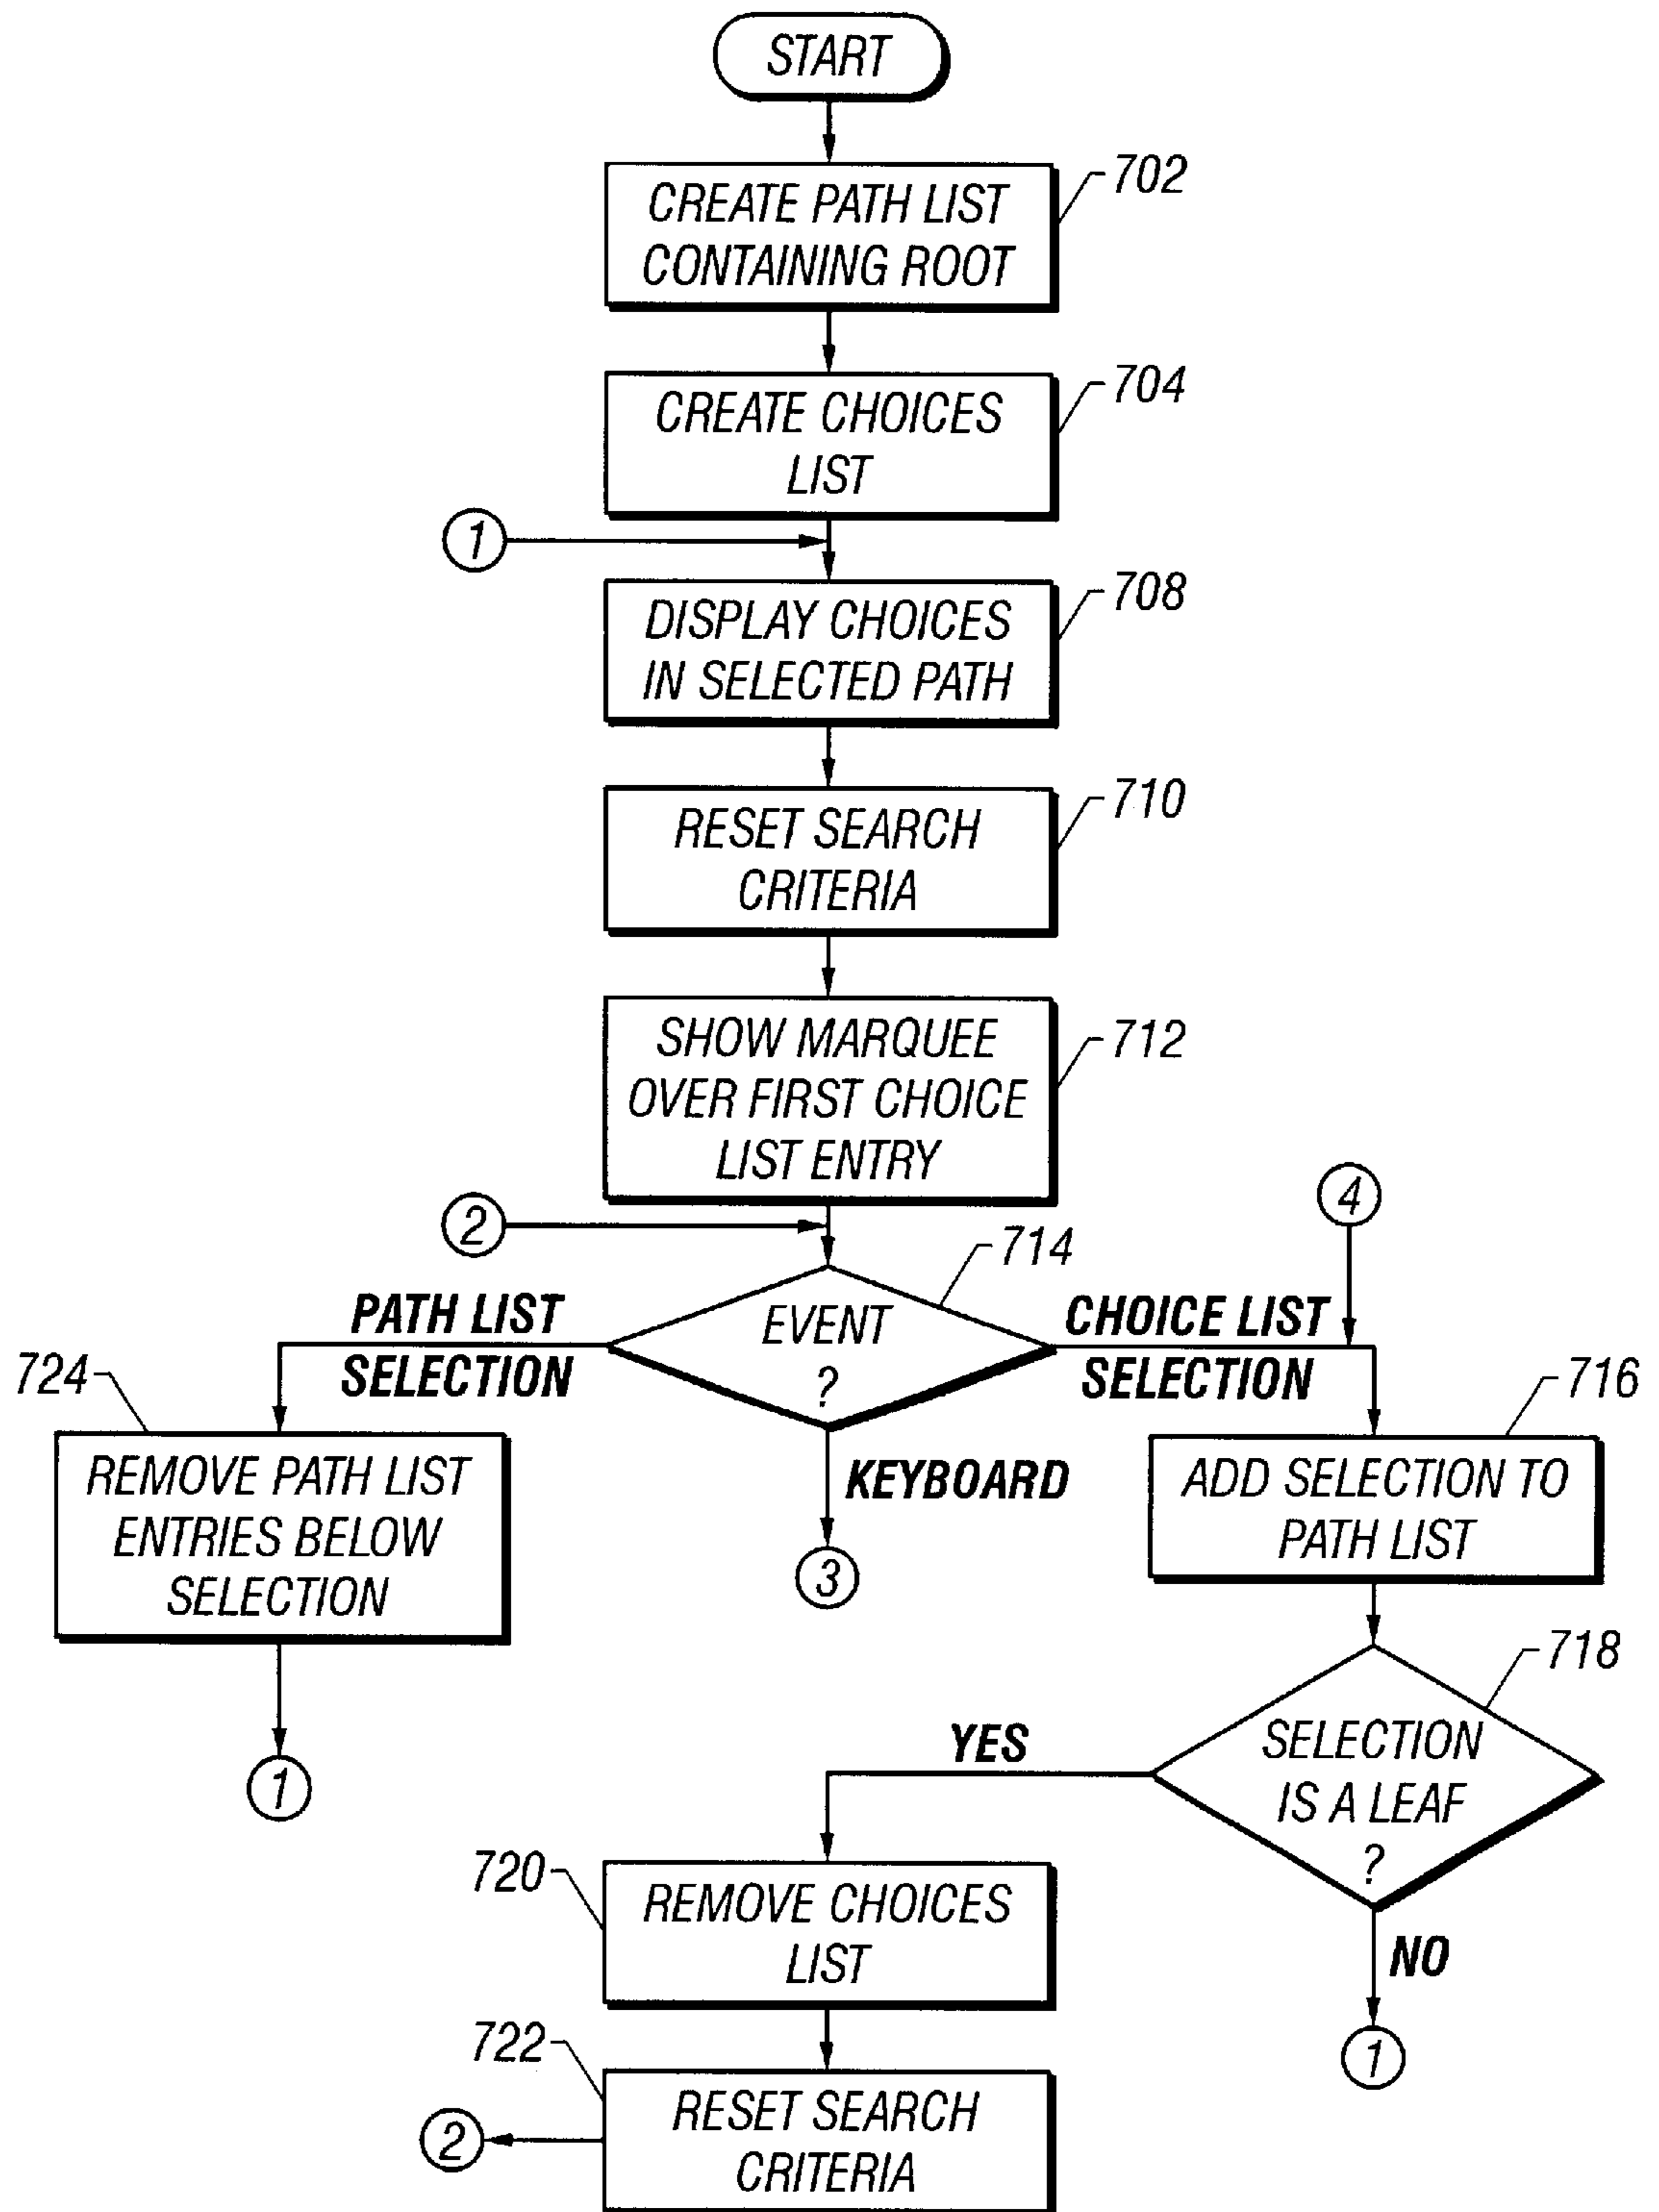 START
702
CREATE PATH LIST
CONTAINING ROOT
704
CREATE CHOICES
LIST
1
708
DISPLAY CHOICES
IN SELECTED PATH
710
RESET SEARCH
CRITERIA
712
SHOW MARQUEE
OVER FIRST CHOICE
LIST ENTRY
4
2
714
PATH LIST
SELECTION
EVENT
?
CHOICE LIST
SELECTION
724
REMOVE PATH LIST
ENTRIES BELOW
SELECTION
KEYBOARD
3
716
ADD SELECTION TO
PATH LIST
1
718
SELECTION
IS A LEAF
?
YES
NO
1
720
REMOVE CHOICES
LIST
722
RESET SEARCH
CRITERIA
2